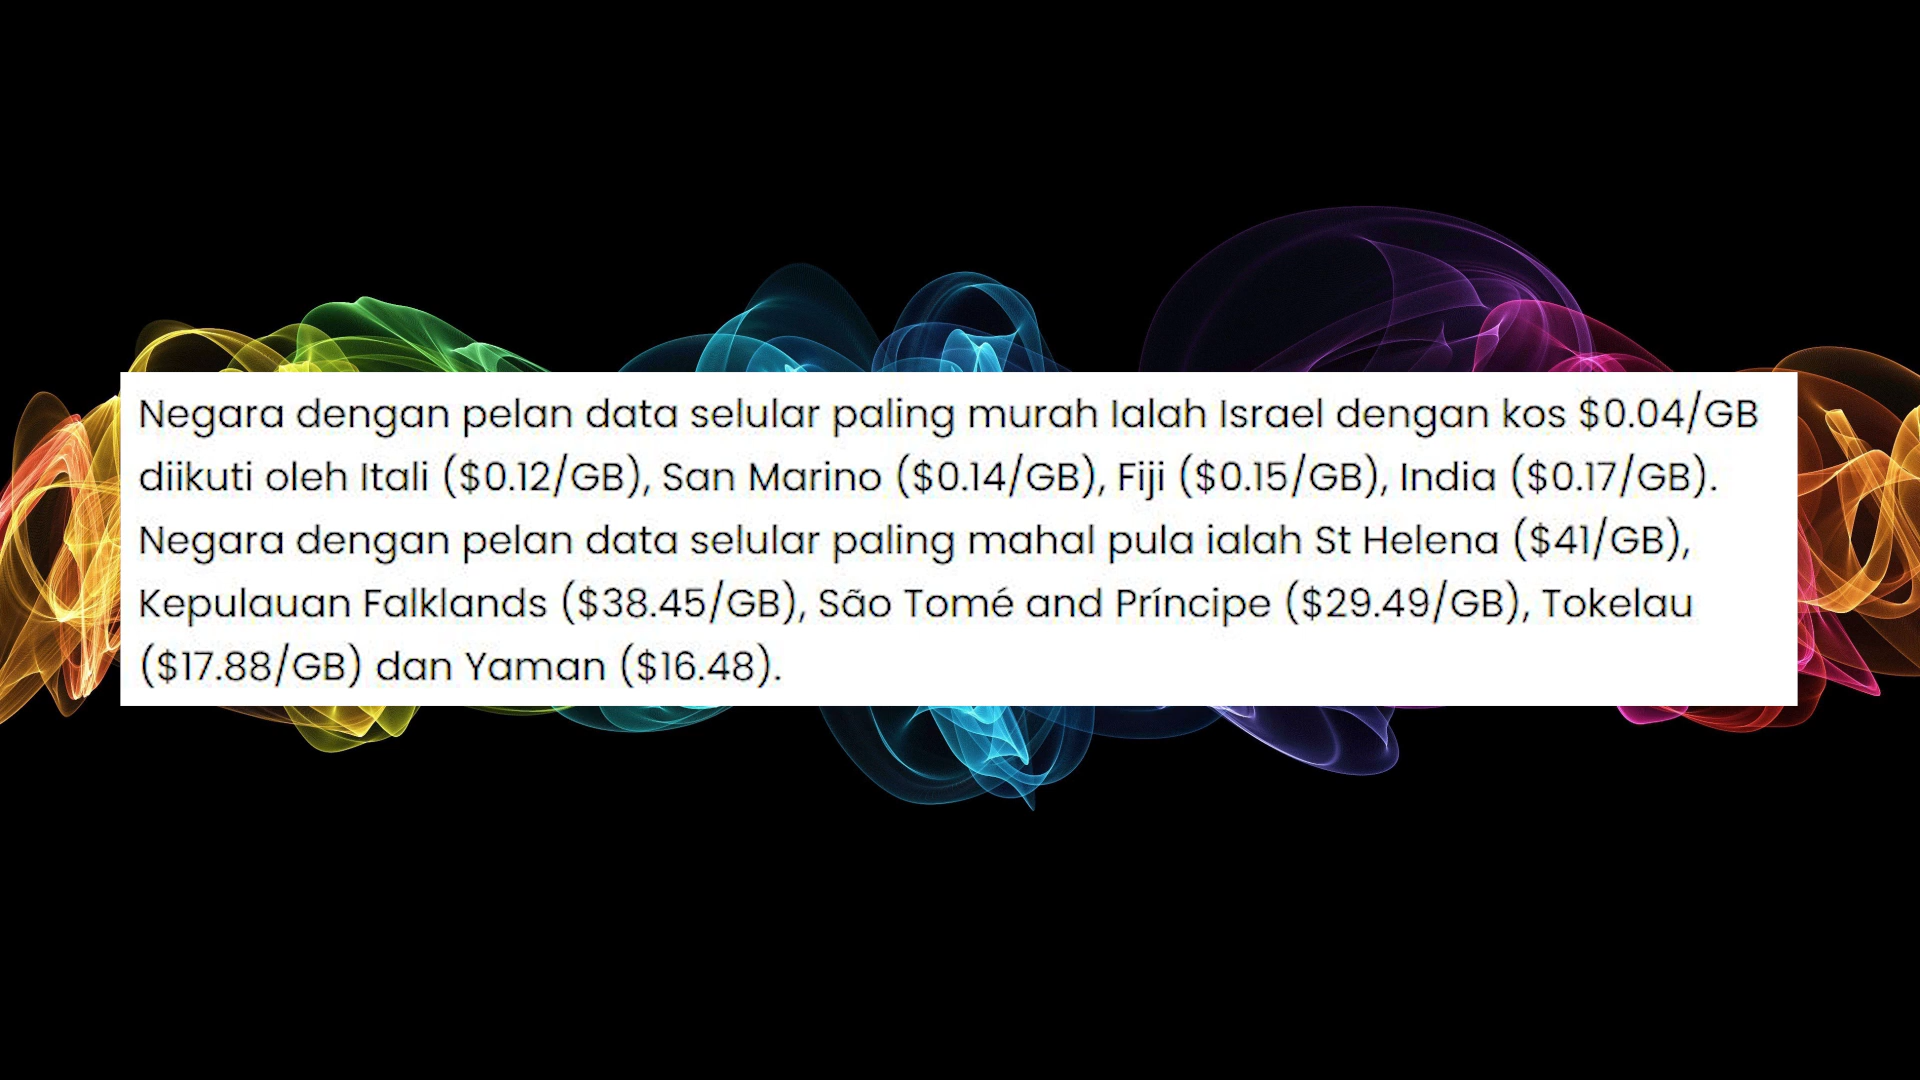 Negara dengan pelan data selular paling murah Ialah Israel dengan kos $0.04/GB
diikuti oleh Itali ($0.12/GB), San Marino ($0.14/GB), Fiji ($0.15/GB), India ($0.17/GB).
Negara dengan pelan data selular paling mahal pula ialah St Helena ($41/GB),
Kepulauan Falklands ($38.45/GB), São Tomé and Príncipe ($29.49/GB), Tokelau
($17.88/GB) dan Yaman ($16.48).